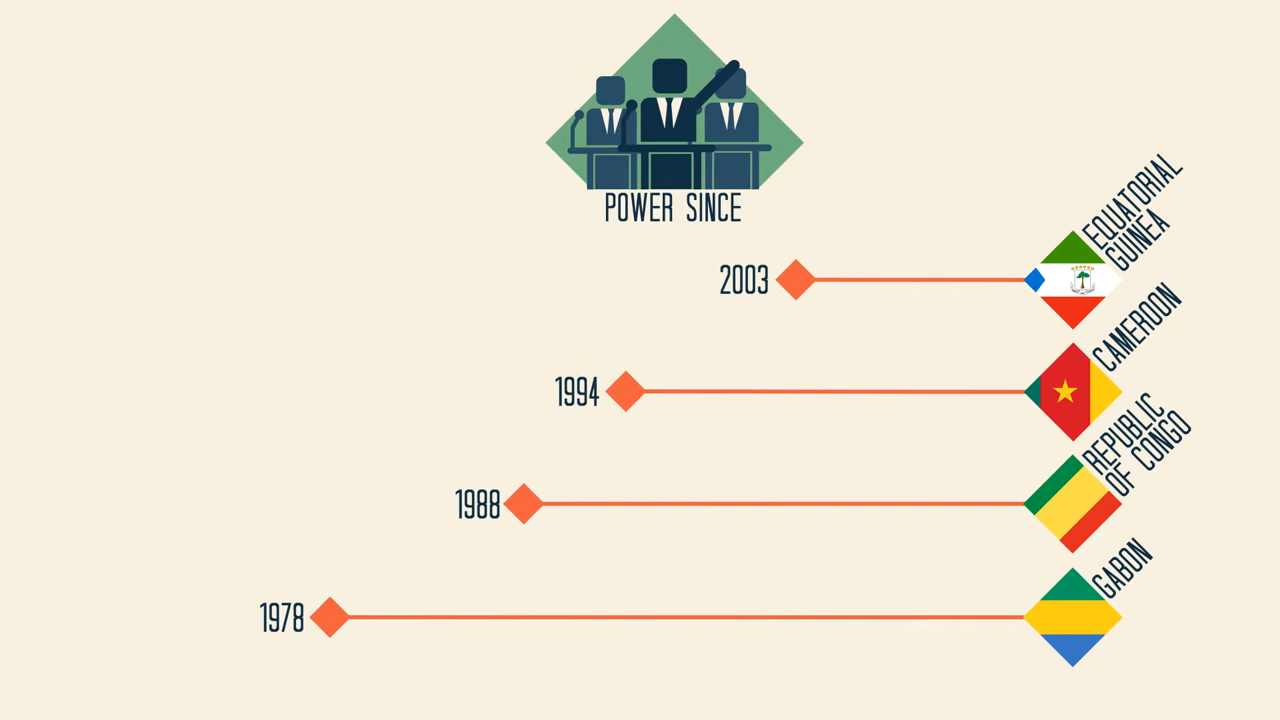 POWER SINCE
2003
EQUATORIAL
GUINEA
1994
CAMEROON
1988
REPUBLIC
OF CONGO
1978
GABON